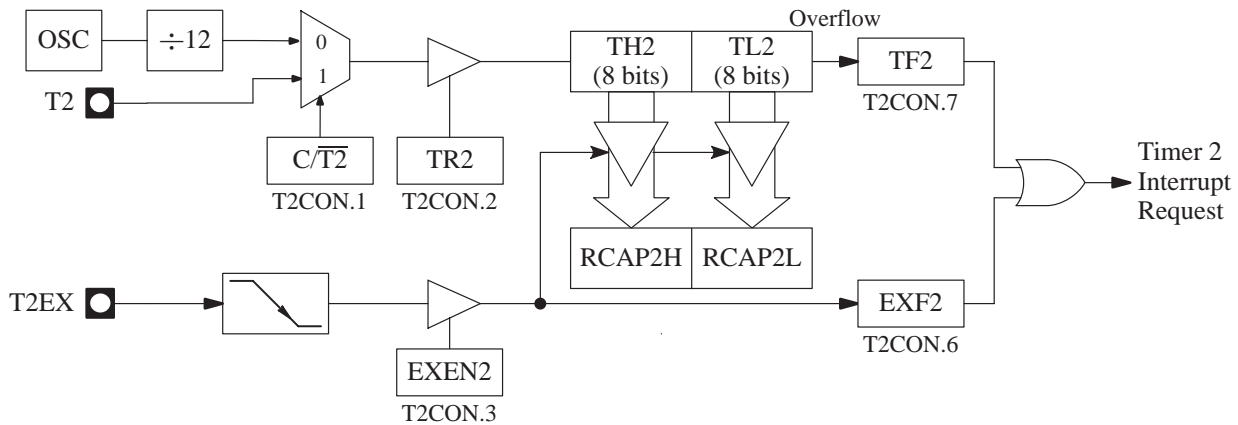 Overflow
OSC
÷12
0
1
T2
TH2
(8 bits)
TL2
(8 bits)
TF2
T2CON.7
C/T̅2̅
T2CON.1
TR2
T2CON.2
Timer 2
Interrupt
Request
RCAP2H
RCAP2L
T2EX
EXF2
T2CON.6
EXEN2
T2CON.3